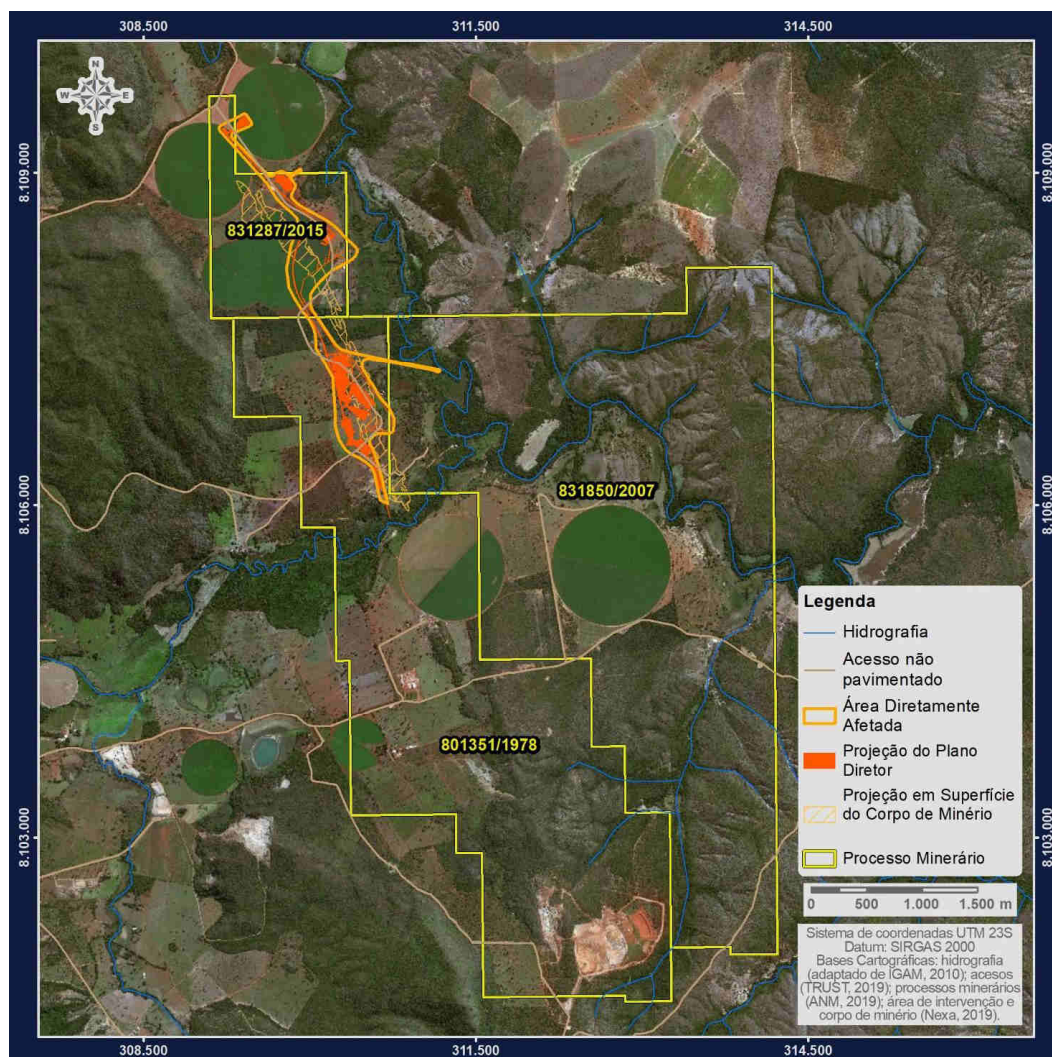 308.500 311.500 314.500
N
W E
S
8.109.000 8.109.000
831287/2015
831850/2007
8.106.000 8.106.000
801351/1978
8.103.000 8.103.000
Legenda
Hidrografia
Acesso não
pavimentado
Área Diretamente
Afetada
Projeção do Plano
Diretor
Projeção em Superfície
do Corpo de Minério
Processo Minerário
0 500 1.000 1.500 m
Sistema de coordenadas UTM 23S
Datum: SIRGAS 2000
Bases Cartográficas: hidrografia
(adaptado de IGAM, 2010); acesos
(TRUST, 2019); processos minerários
(ANM, 2019); área de intervenção e
corpo de minério (Nexa, 2019).
308.500 311.500 314.500